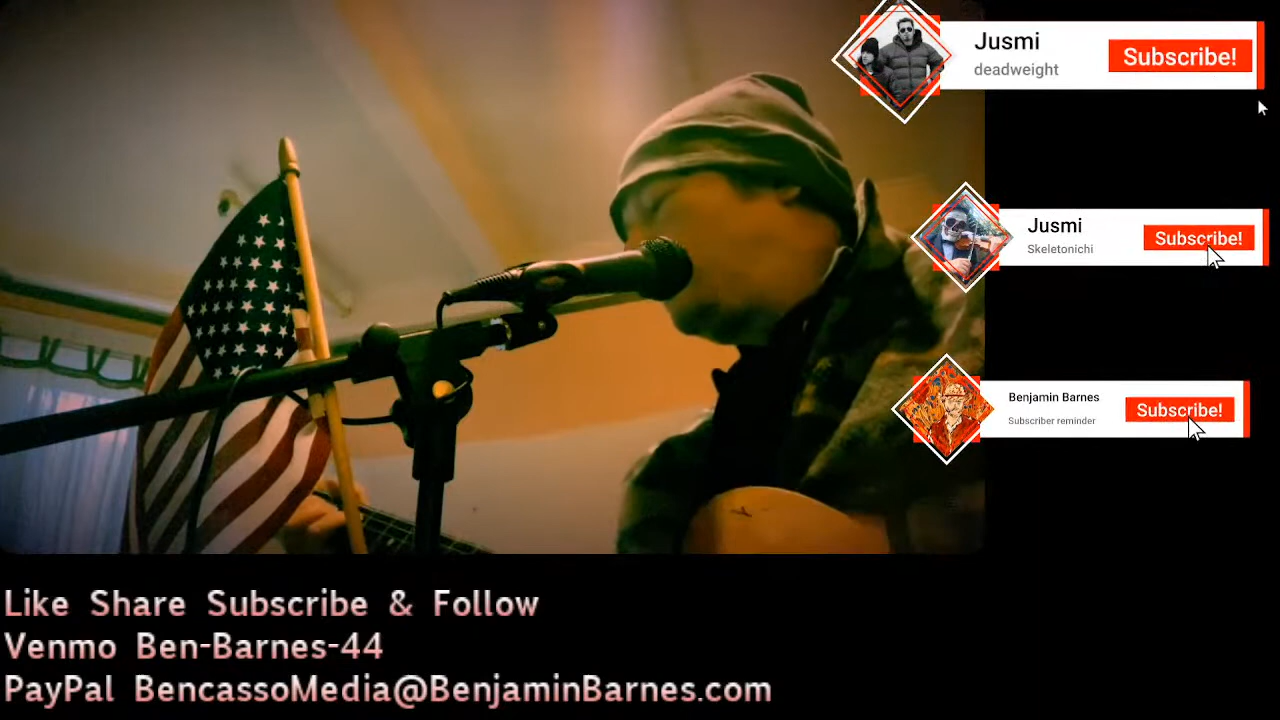 Jusmi
deadweight
Subscribe!
Jusmi
Skeletonichi
Subscribe!
Benjamin Barnes
Subscriber reminder
Subscribe!
Like Share Subscribe & Follow
Venmo Ben-Barnes-44
PayPal BencassoMedia@BenjaminBarnes.com